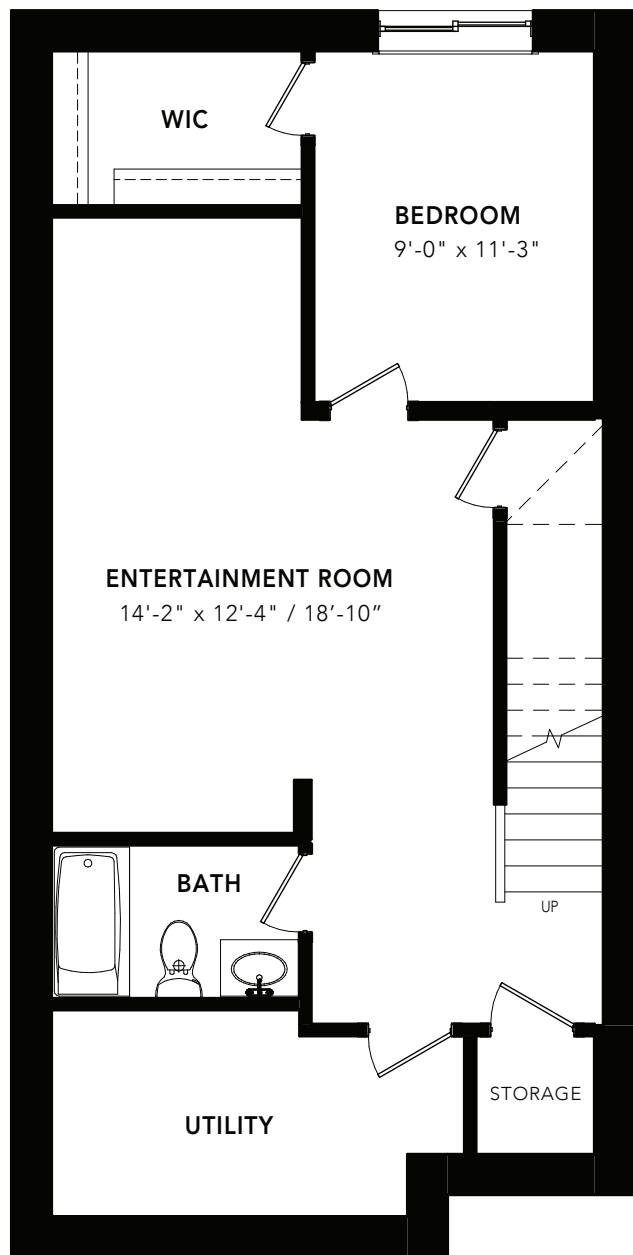 WIC
BEDROOM
9'-0" x 11'-3"
ENTERTAINMENT ROOM
14'-2" x 12'-4" / 18’-10”
BATH
UP
STORAGE
UTILITY